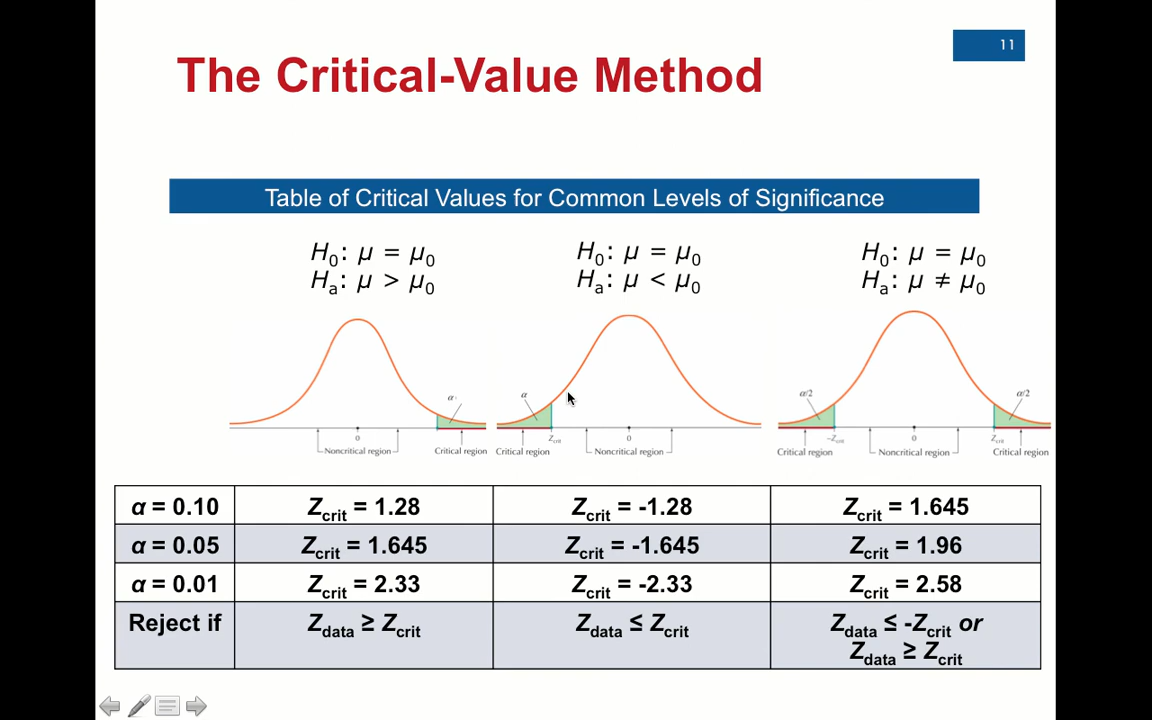 11
The Critical-Value Method
Table of Critical Values for Common Levels of Significance
H₀: μ = μ₀
Hₐ: μ > μ₀
H₀: μ = μ₀
Hₐ: μ < μ₀
H₀: μ = μ₀
Hₐ: μ ≠ μ₀
α
0
Noncritical region
Critical region
α
Zcrit
0
Critical region
Noncritical region
α/2
α/2
-Zcrit
0
Zcrit
Critical region
Noncritical region
Critical region
α = 0.10 Zcrit = 1.28 Zcrit = -1.28 Zcrit = 1.645
α = 0.05 Zcrit = 1.645 Zcrit = -1.645 Zcrit = 1.96
α = 0.01 Zcrit = 2.33 Zcrit = -2.33 Zcrit = 2.58
Reject if Zdata ≥ Zcrit Zdata ≤ Zcrit Zdata ≤ -Zcrit or
Zdata ≥ Zcrit